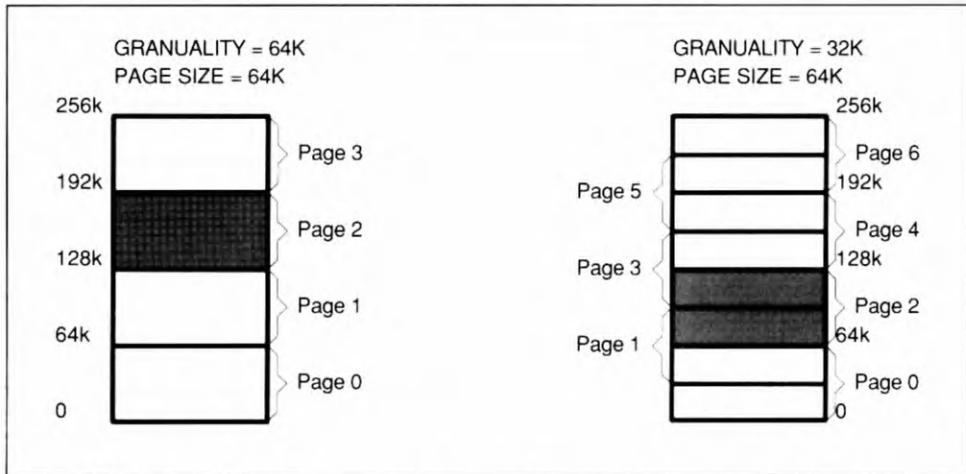 GRANUALITY = 64K
PAGE SIZE = 64K
256k
Page 3
192k
Page 2
128k
Page 1
64k
Page 0
0
GRANUALITY = 32K
PAGE SIZE = 64K
256k
Page 6
192k
Page 5
Page 4
128k
Page 3
Page 2
64k
Page 1
Page 0
0